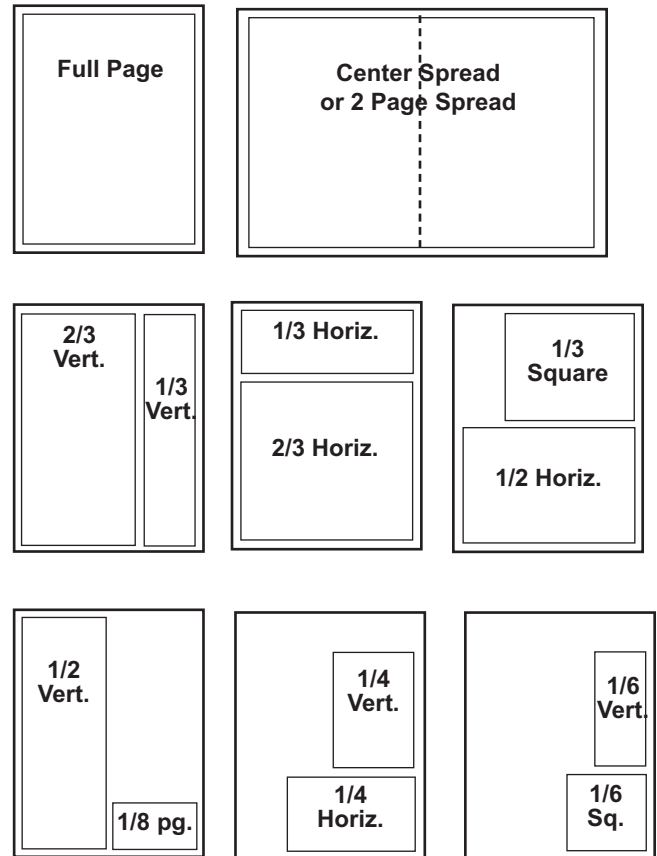 Full Page
Center Spread
or 2 Page Spread
2/3
Vert.
1/3
Vert.
1/3 Horiz.
2/3 Horiz.
1/3
Square
1/2 Horiz.
1/2
Vert.
1/8 pg.
1/4
Vert.
1/4
Horiz.
1/6
Vert.
1/6
Sq.